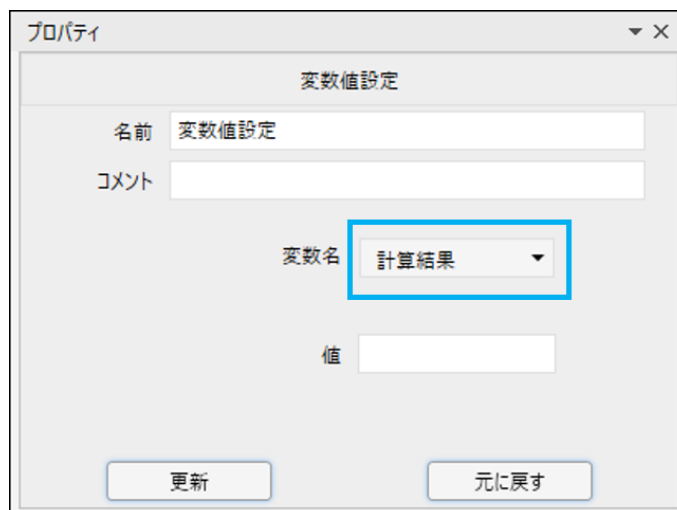 プロパティ
変数値設定
名前 変数値設定
コメント
変数名 計算結果
値
更新 元に戻す